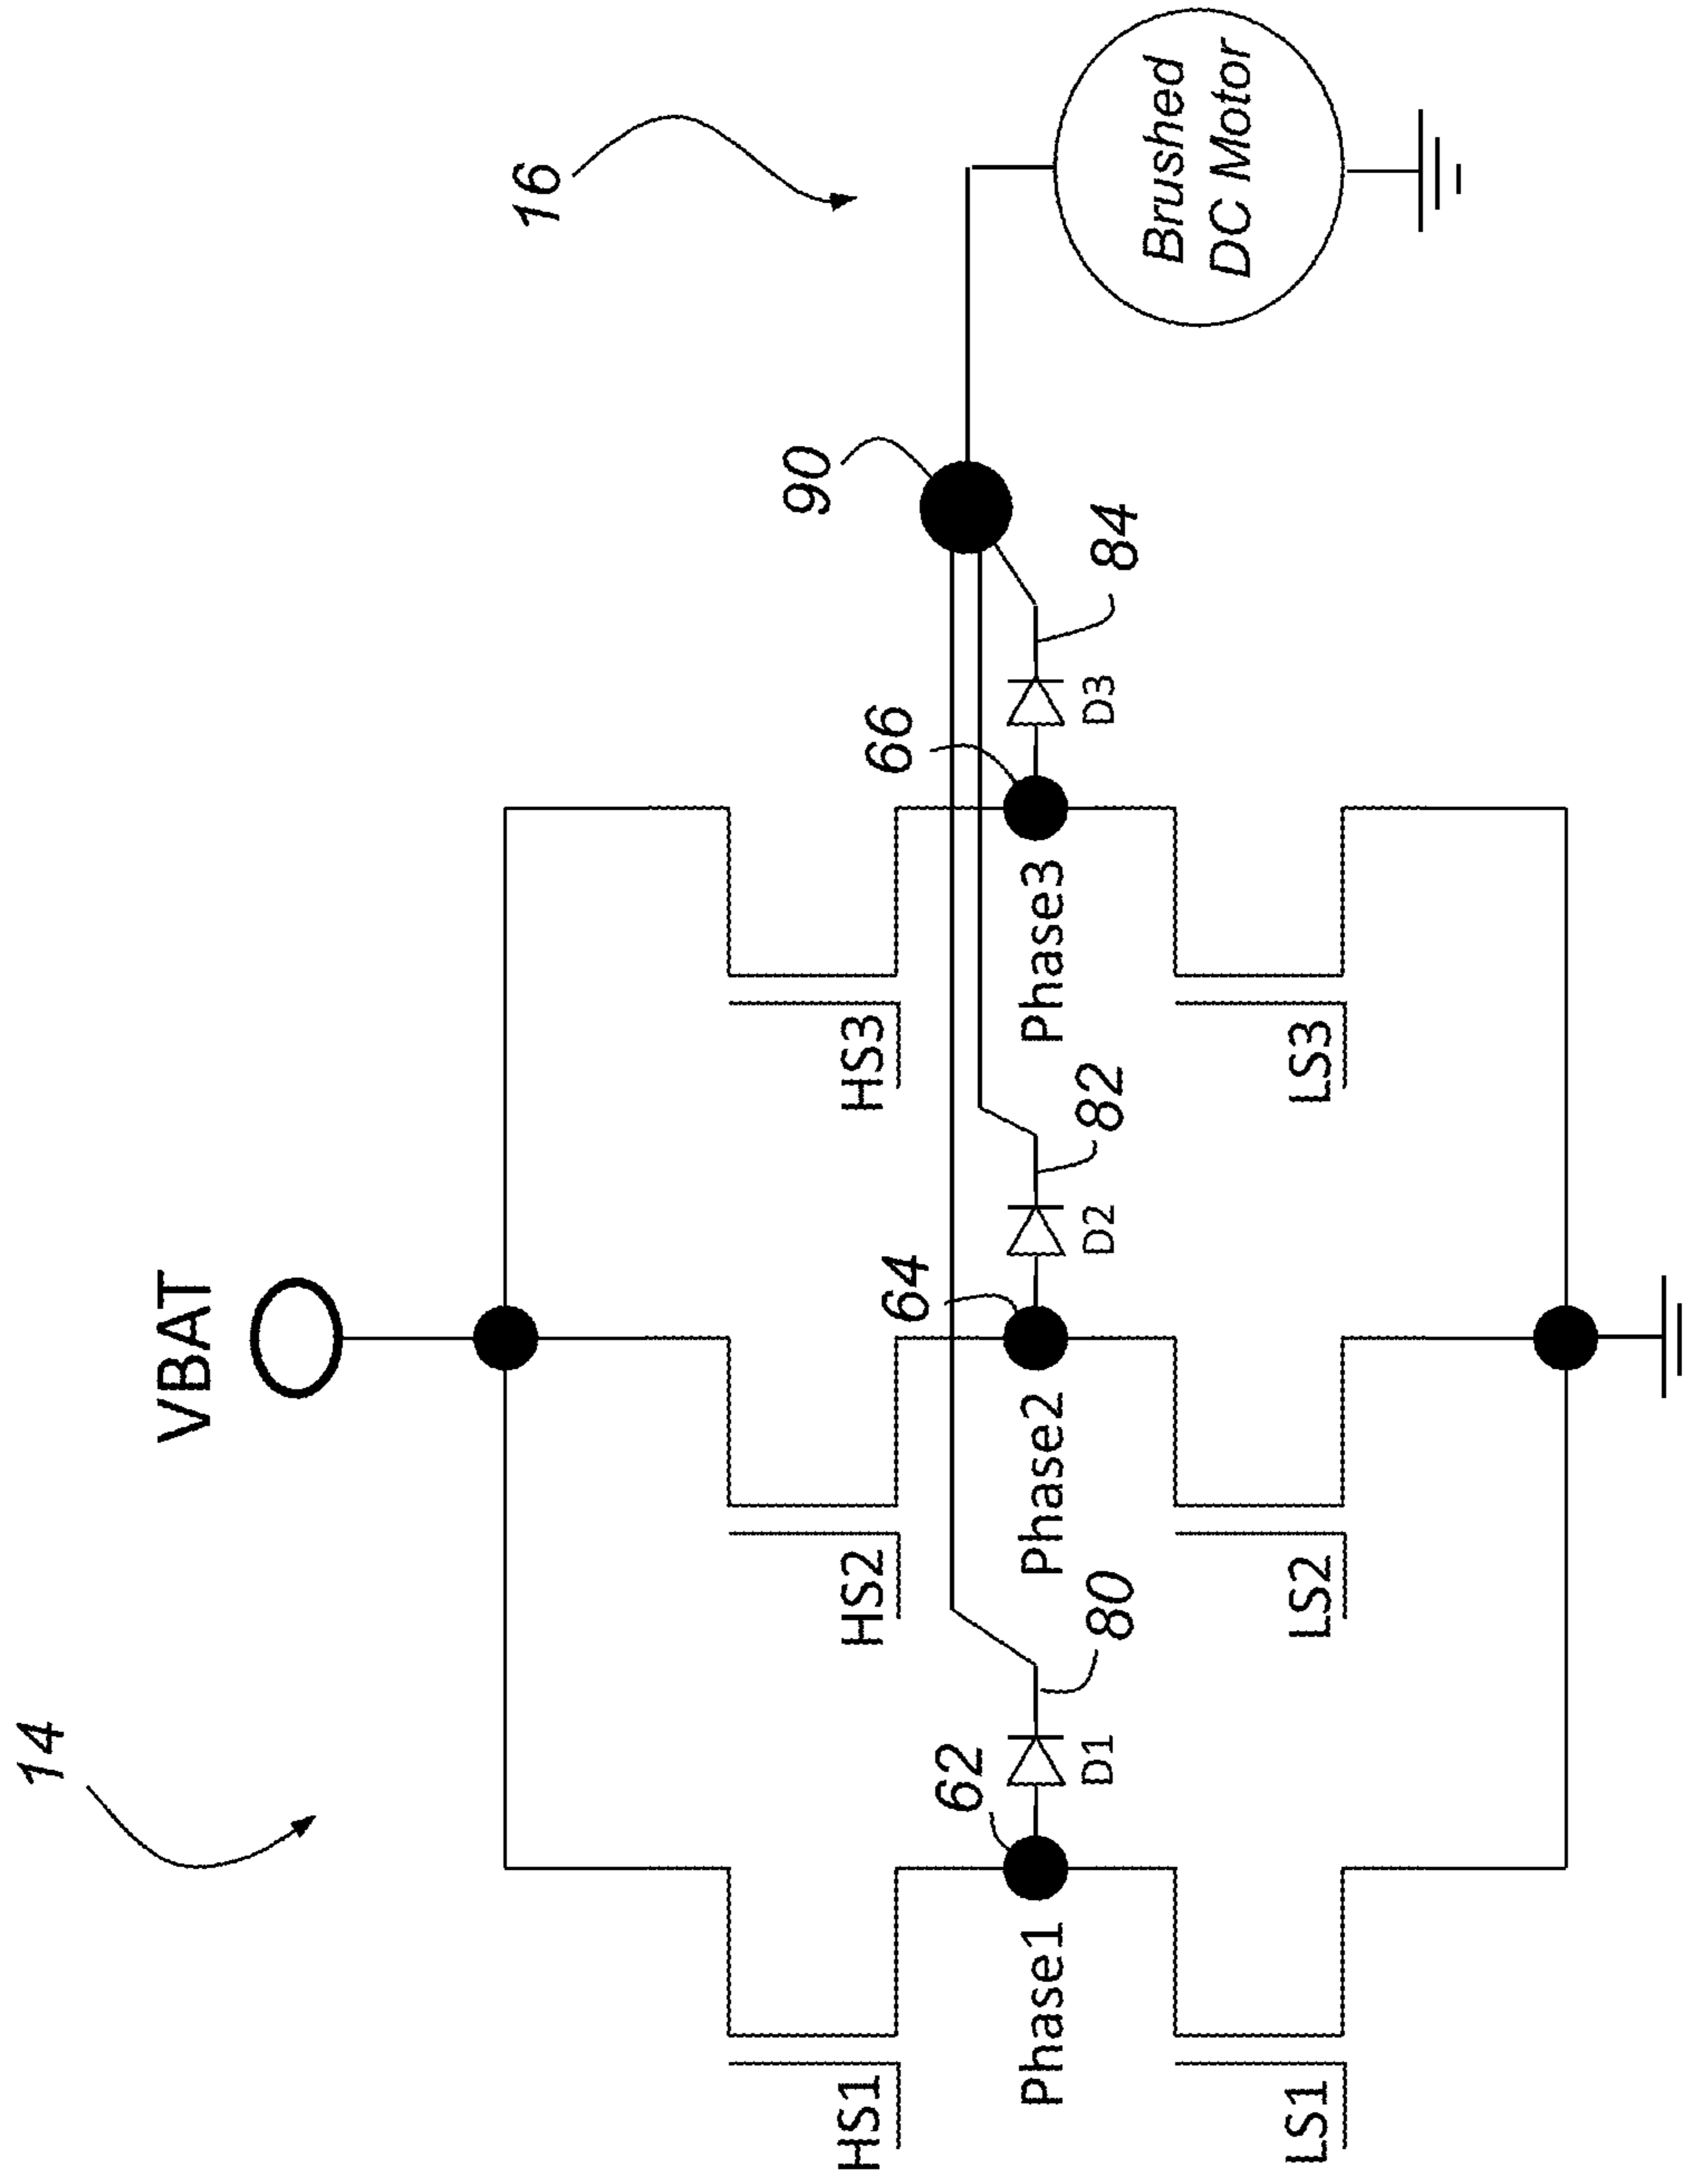 14
VBAT
16
HS1
HS2
HS3
90
62
64
66
Phase1
Phase2
Phase3
D1
D2
D3
80
82
84
LS1
LS2
LS3
Brushed
DC Motor